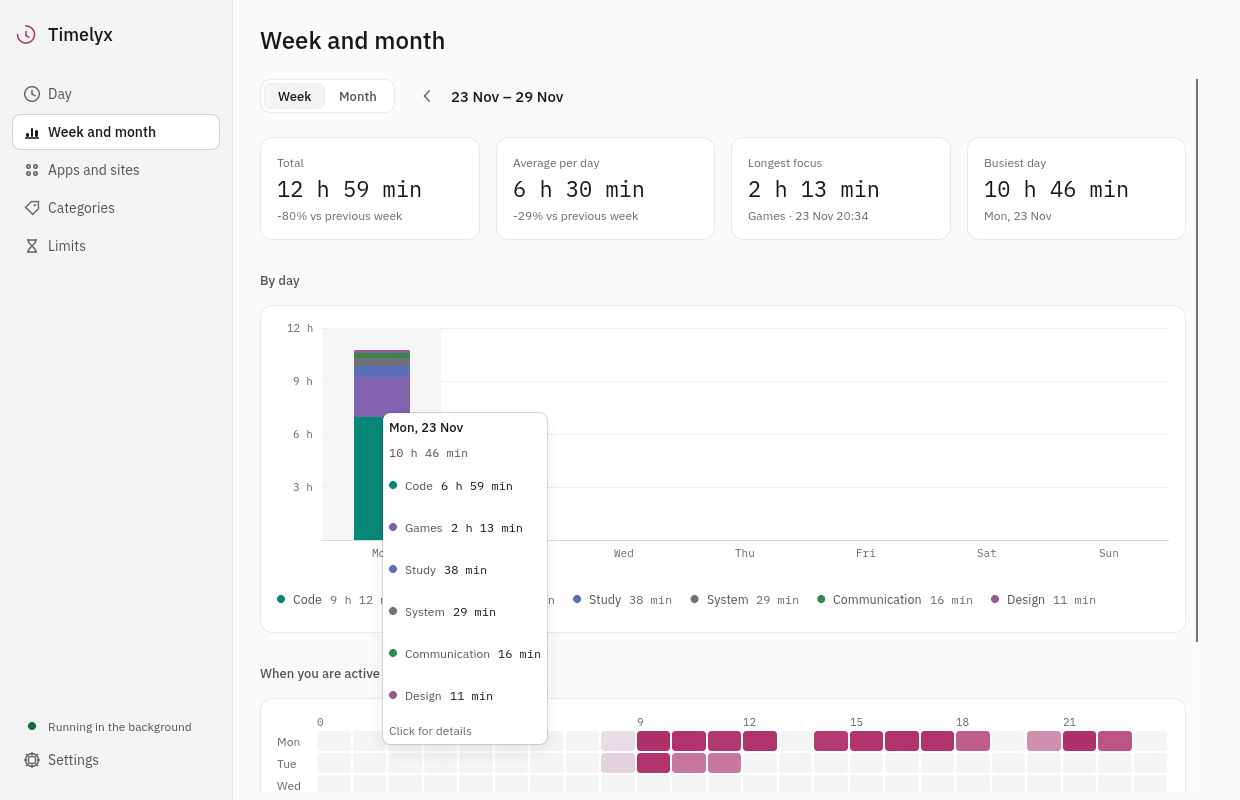 Timelyx
Day
Week and month
Apps and sites
Categories
Limits
Running in the background
Settings
Week and month
Week Month 23 Nov – 29 Nov
Total
12 h 59 min
-80% vs previous week
Average per day
6 h 30 min
-29% vs previous week
Longest focus
2 h 13 min
Games · 23 Nov 20:34
Busiest day
10 h 46 min
Mon, 23 Nov
By day
12 h
9 h
6 h
3 h
Wed Thu Fri Sat Sun
Mon, 23 Nov
10 h 46 min
Code 6 h 59 min
Games 2 h 13 min
Study 38 min
System 29 min
Communication 16 min
Design 11 min
Click for details
Code 9 h 12 Study 38 min System 29 min Communication 16 min Design 11 min
When you are active
0 9 12 15 18 21
Mon
Tue
Wed